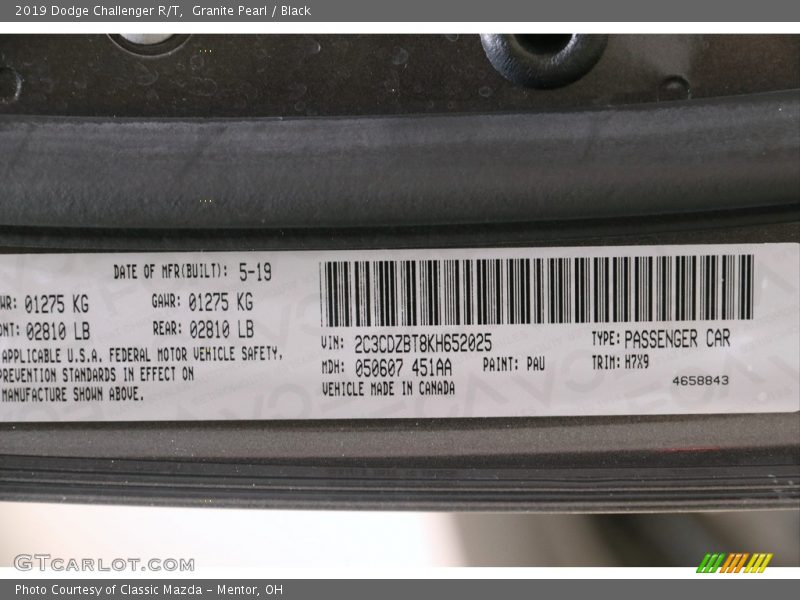 2019 Dodge Challenger R/T, Granite Pearl / Black
DATE OF MFR(BUILT): 5-19
WR: 01275 KG GAWR: 01275 KG
ONT: 02810 LB REAR: 02810 LB
APPLICABLE U.S.A. FEDERAL MOTOR VEHICLE SAFETY,
PREVENTION STANDARDS IN EFFECT ON
MANUFACTURE SHOWN ABOVE.
VIN: 2C3CDZBT8KH652025 TYPE: PASSENGER CAR
MDH: 050607 451AA PAINT: PAU TRIM: H7X9
VEHICLE MADE IN CANADA 4658843
GTCARLOT.COM
Photo Courtesy of Classic Mazda - Mentor, OH